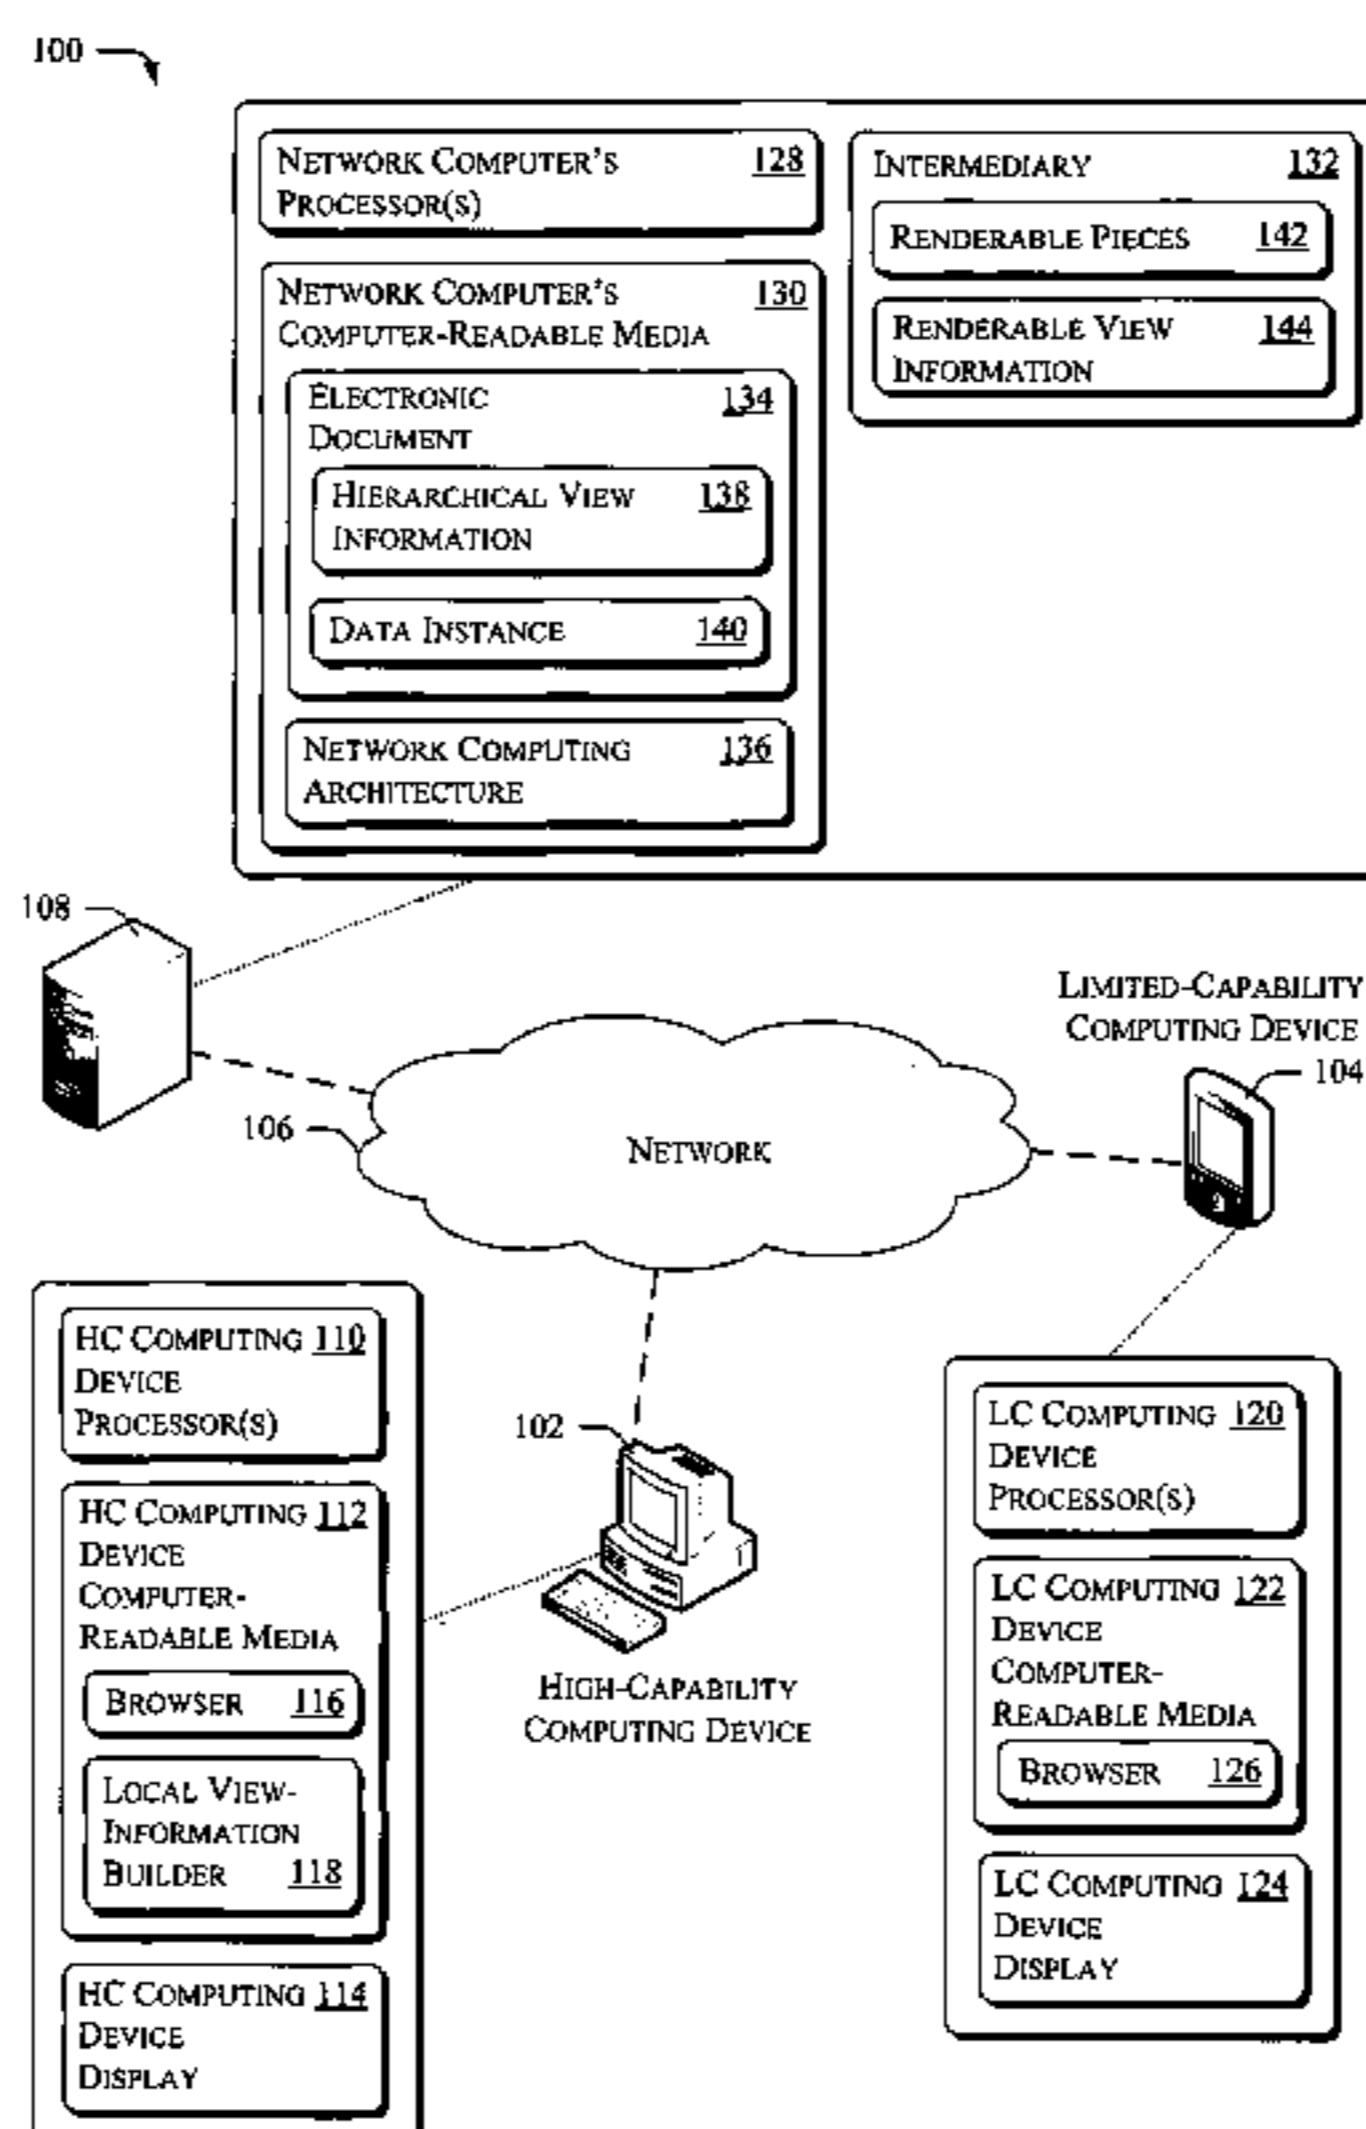 100
NETWORK COMPUTER'S 128
PROCESSOR(S)
NETWORK COMPUTER'S 130
COMPUTER-READABLE MEDIA
ELECTRONIC 134
DOCUMENT
HIERARCHICAL VIEW 138
INFORMATION
DATA INSTANCE 140
NETWORK COMPUTING 136
ARCHITECTURE
INTERMEDIARY 132
RENDERABLE PIECES 142
RENDERABLE VIEW 144
INFORMATION
108
LIMITED-CAPABILITY
COMPUTING DEVICE
104
106
NETWORK
HC COMPUTING 110
DEVICE
PROCESSOR(S)
HC COMPUTING 112
DEVICE
COMPUTER-
READABLE MEDIA
BROWSER 116
LOCAL VIEW-
INFORMATION
BUILDER 118
HC COMPUTING 114
DEVICE
DISPLAY
102
HIGH-CAPABILITY
COMPUTING DEVICE
LC COMPUTING 120
DEVICE
PROCESSOR(S)
LC COMPUTING 122
DEVICE
COMPUTER-
READABLE MEDIA
BROWSER 126
LC COMPUTING 124
DEVICE
DISPLAY